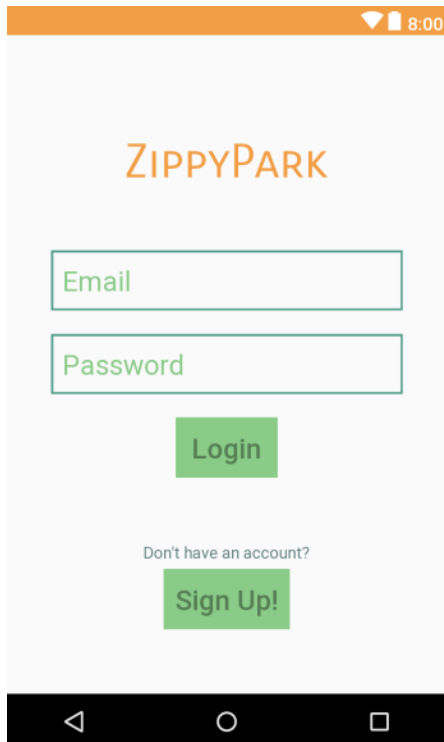 8:00
ZIPPYPARK
Email
Password
Login
Don't have an account?
Sign Up!